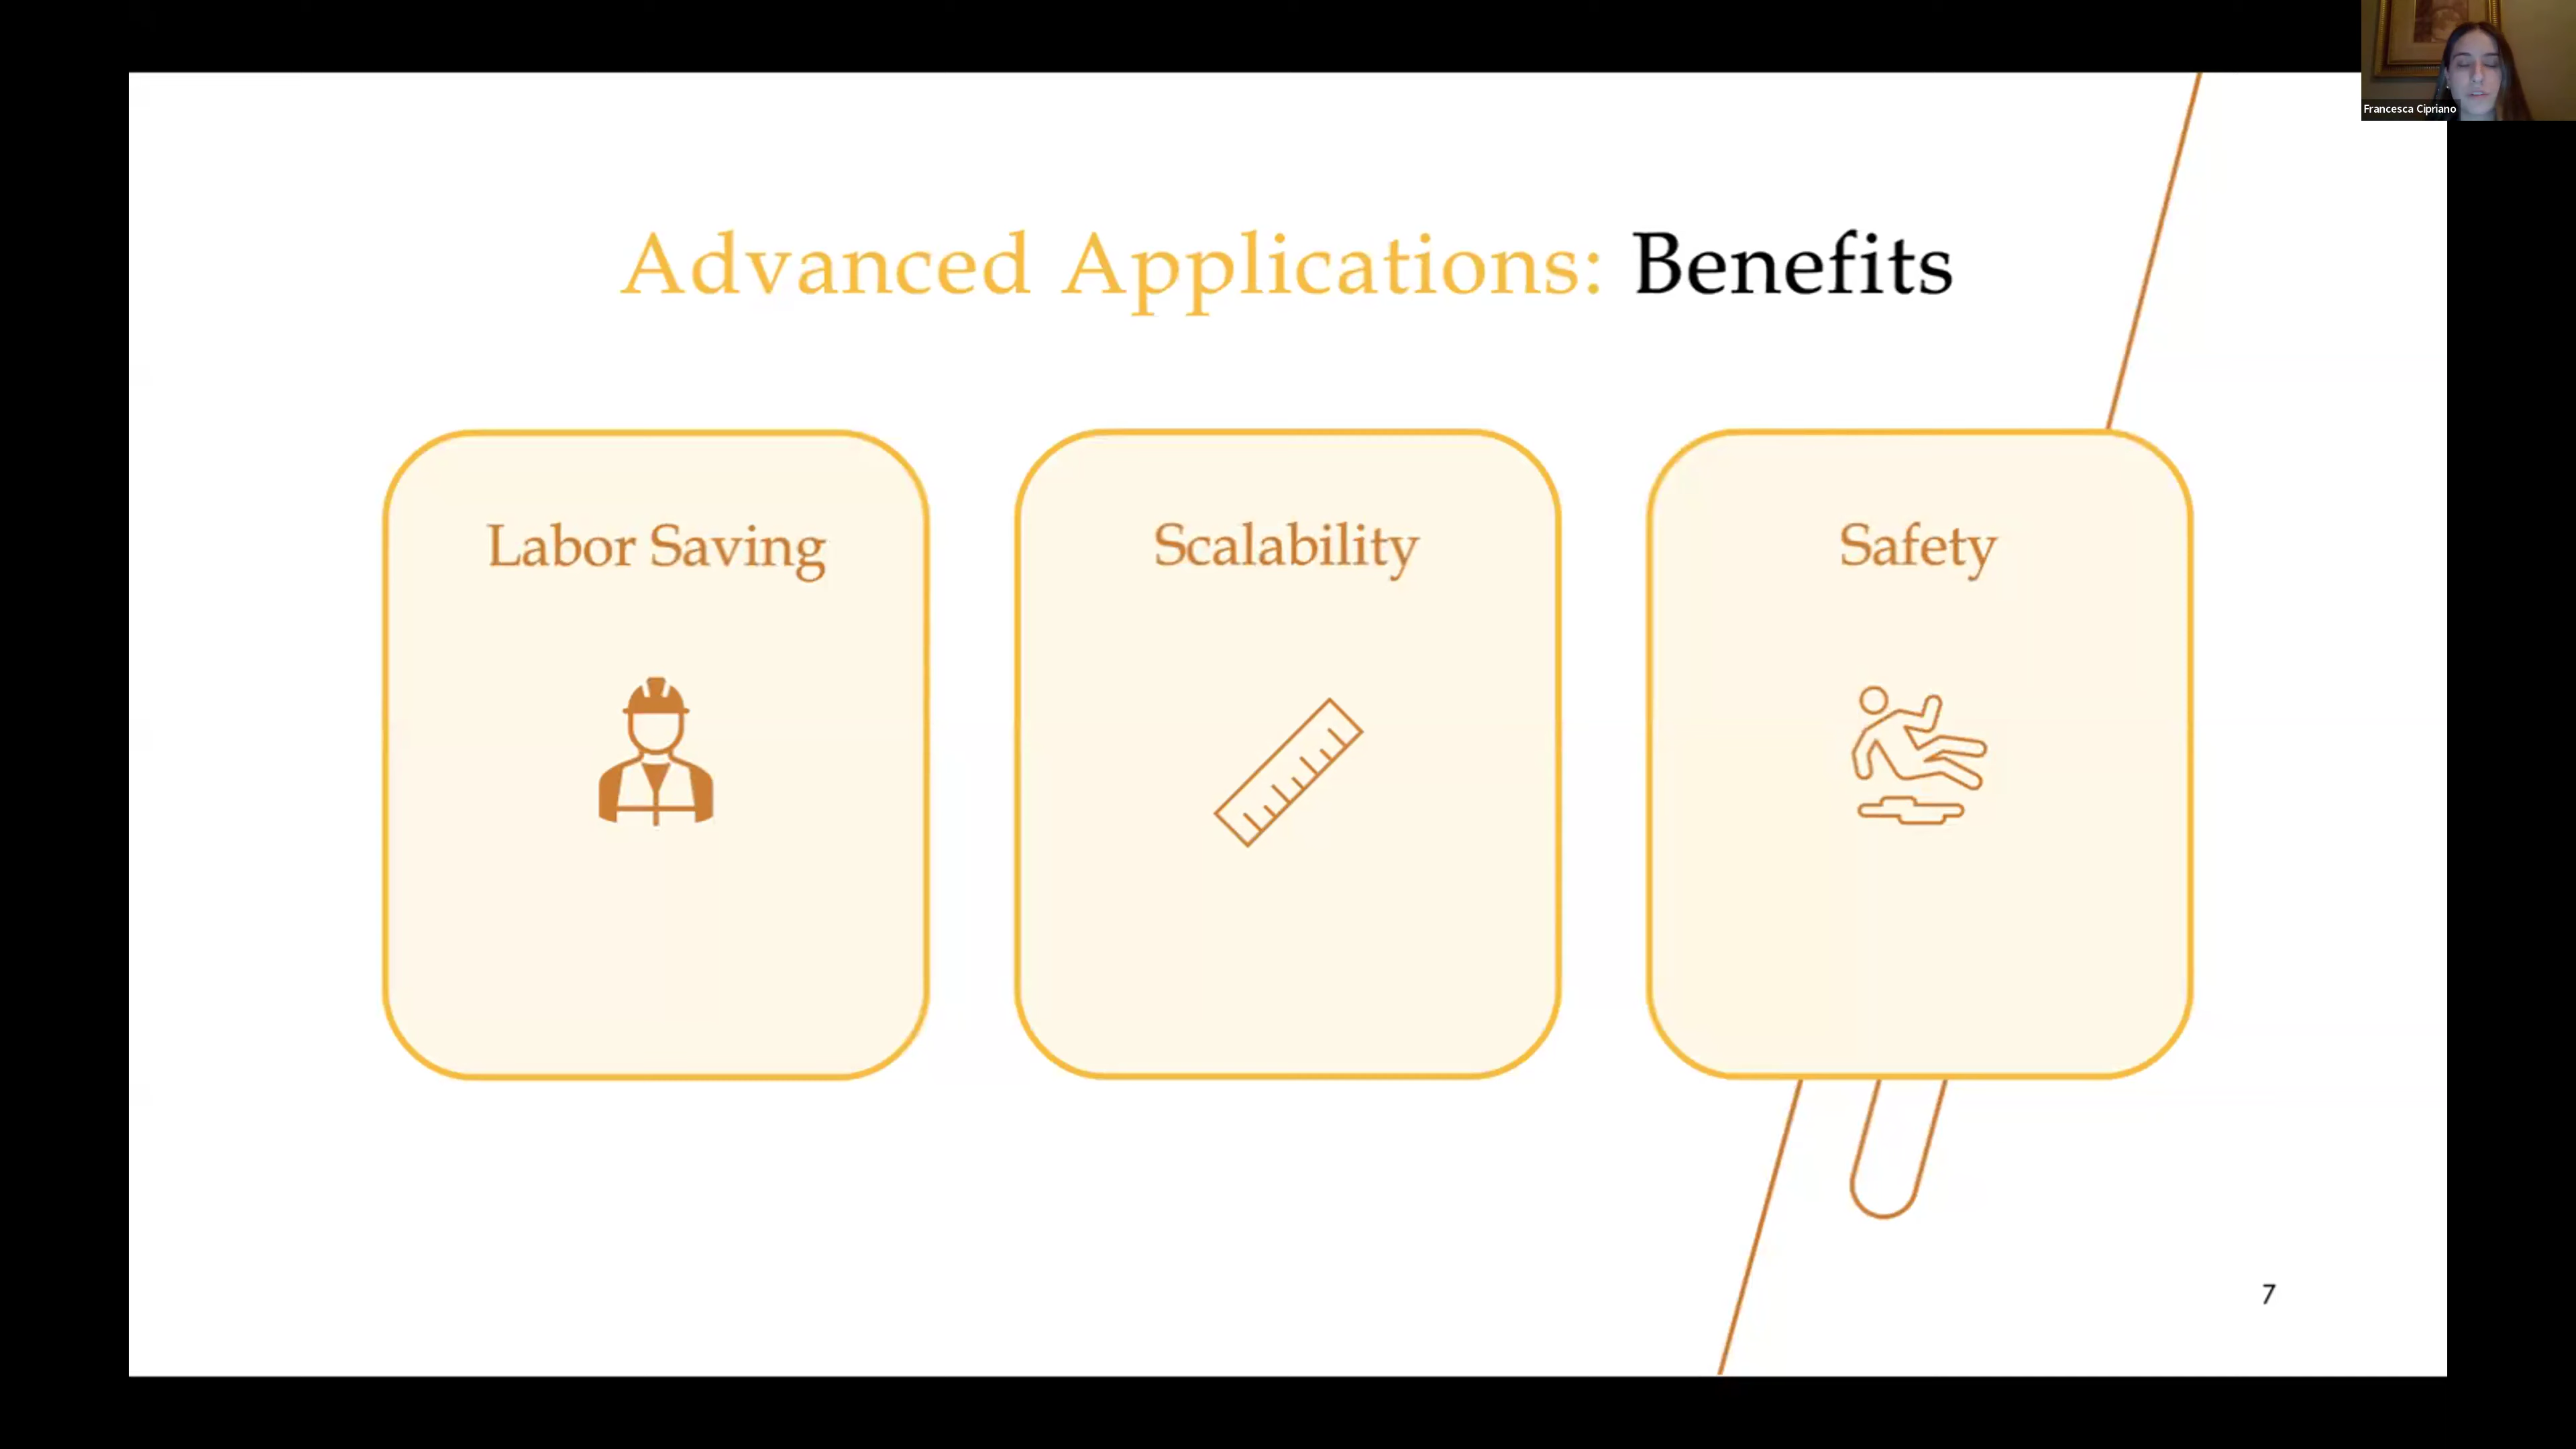 Francesca Cipriano
Advanced Applications: Benefits
Labor Saving
Scalability
Safety
7